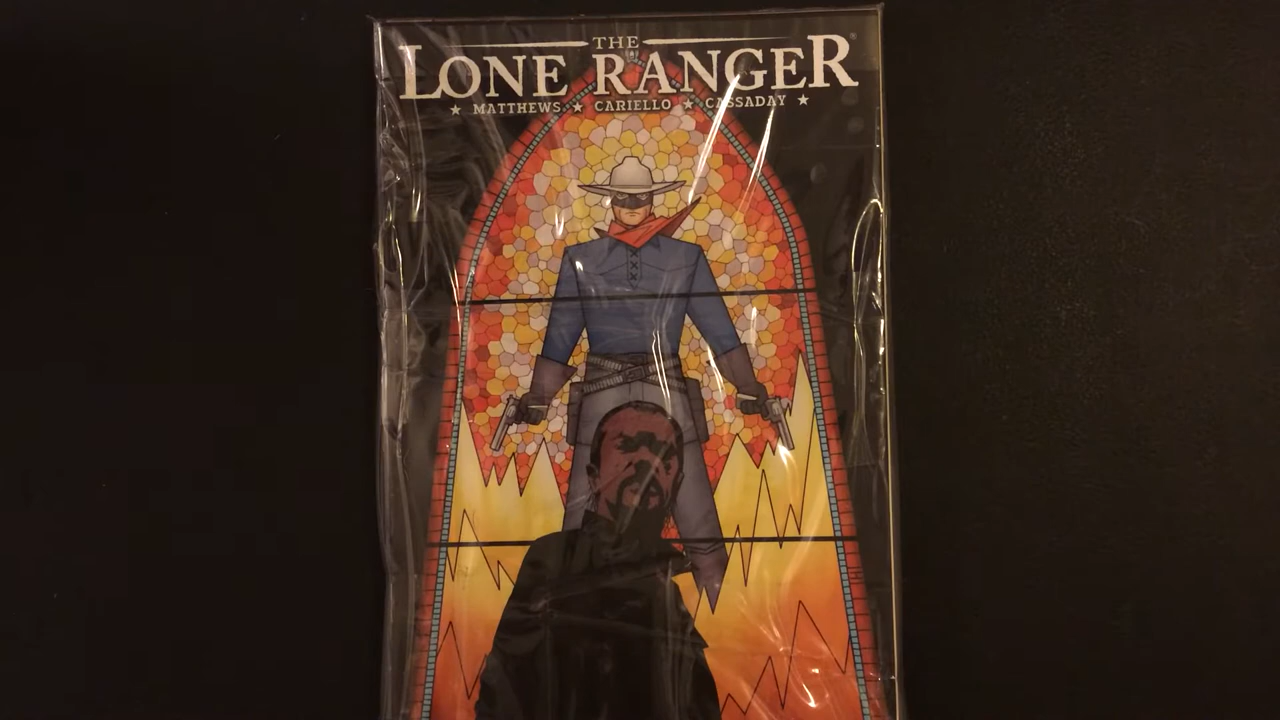 THE
LONE RANGER®
★ MATTHEWS ★ CARIELLO ★ CASSADAY ★